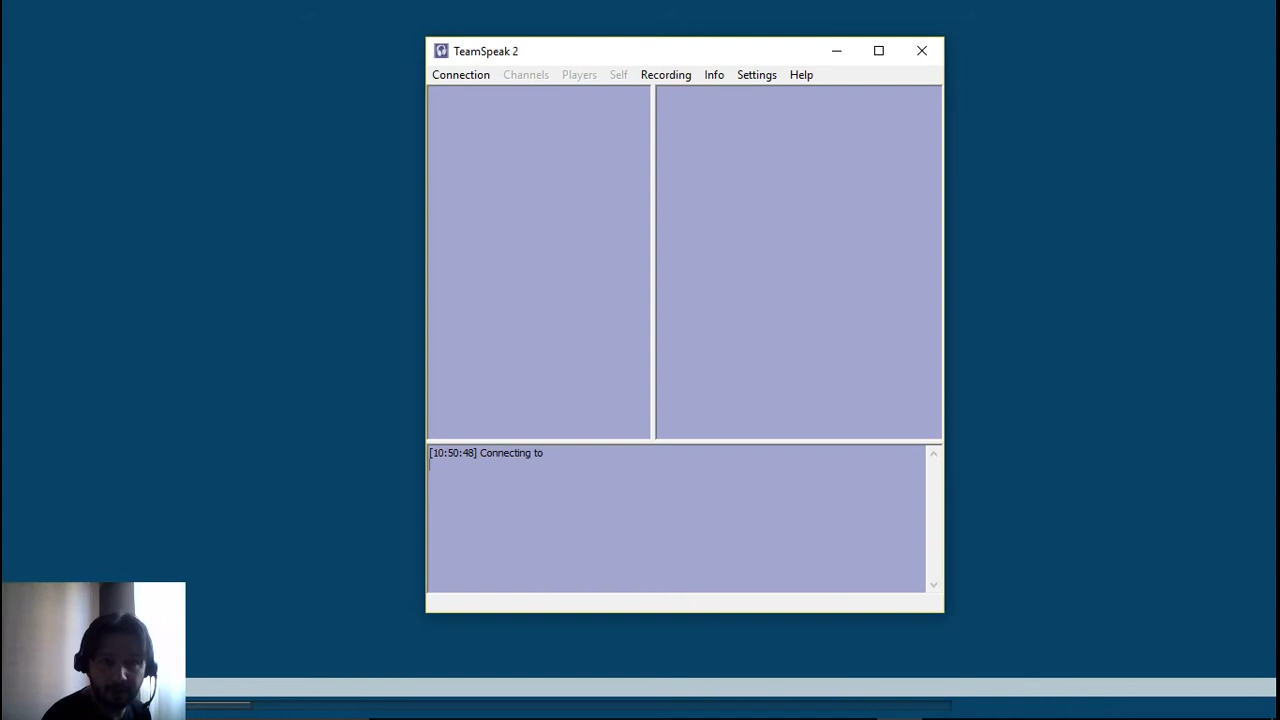 TeamSpeak 2
Connection Channels Players Self Recording Info Settings Help
[10:50:48] Connecting to